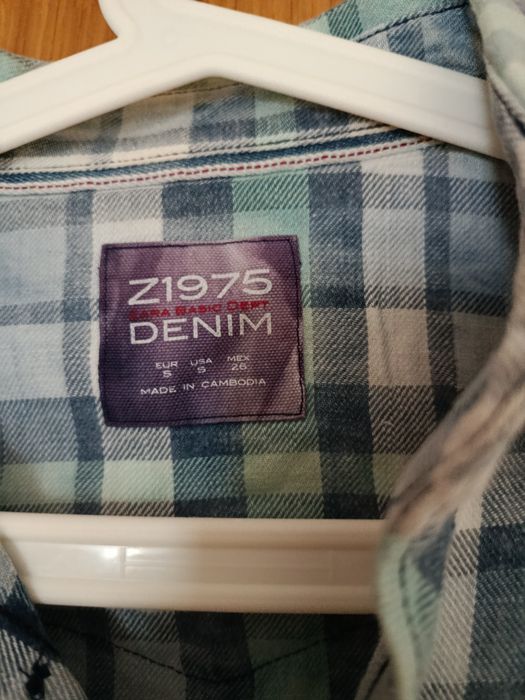 Z1975
ZARA BASIC DEPT
DENIM
EUR USA MEX
S S 26
MADE IN CAMBODIA